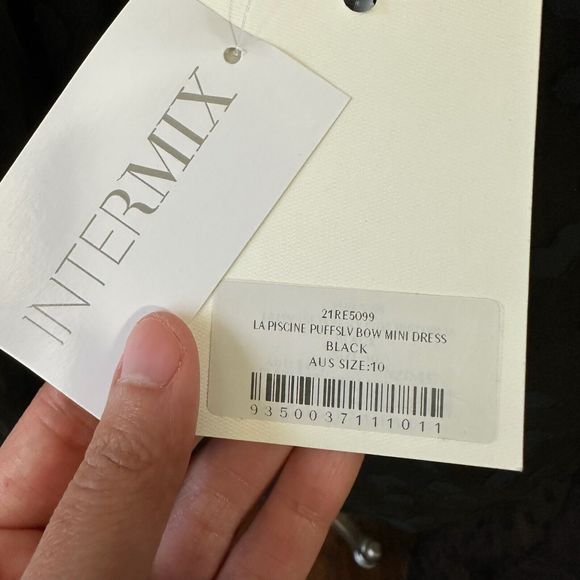 INTERMIX
21RE5099
LA PISCINE PUFFSLV BOW MINI DRESS
BLACK
AUS SIZE:10
9350037111011